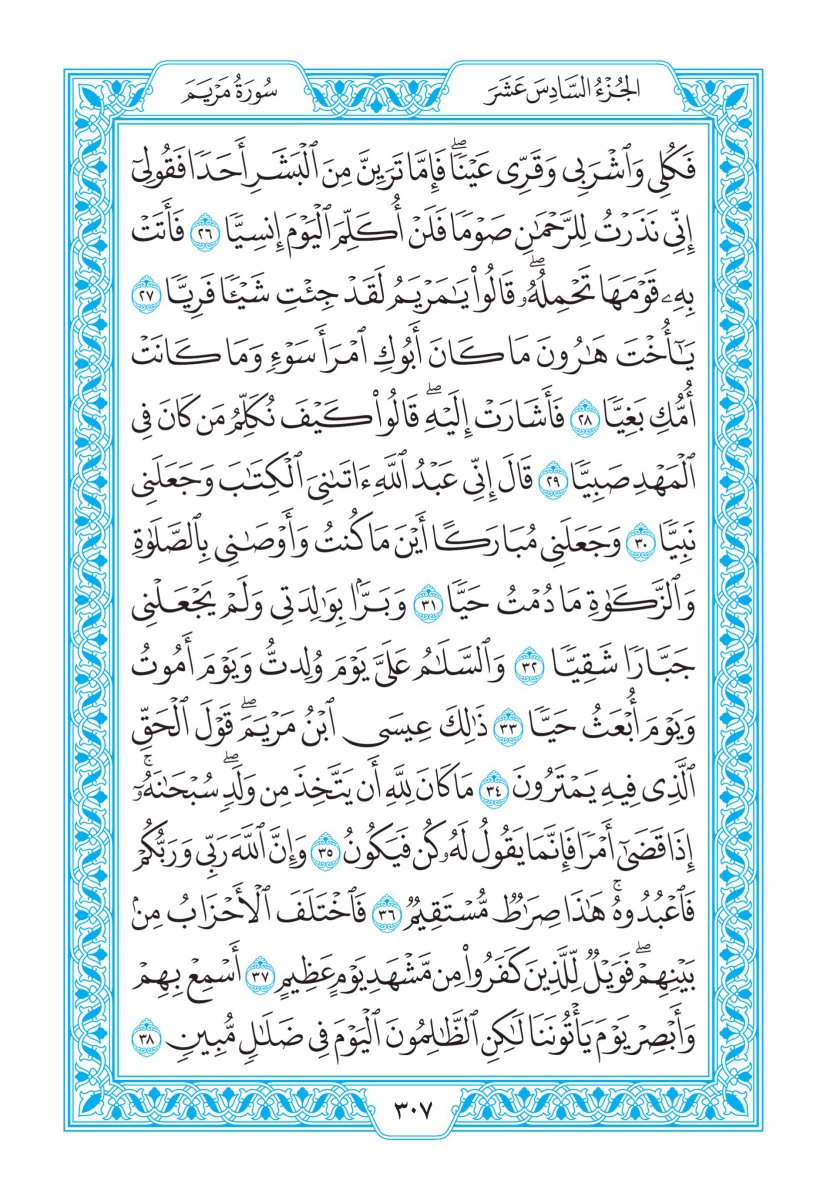 الجُزْءُ السَّادِسَ عَشَرَ
سُورَةُ مَرْيَم
فَكُلِي وَٱشْرَبِي وَقَرِّي عَيْنٗاۖ فَإِمَّا تَرَيِنَّ مِنَ ٱلْبَشَرِ أَحَدٗا فَقُولِيٓ
إِنِّي نَذَرْتُ لِلرَّحْمَٰنِ صَوْمٗا فَلَنْ أُكَلِّمَ ٱلْيَوْمَ إِنسِيّٗا ٢٦ فَأَتَتْ
بِهِۦ قَوْمَهَا تَحْمِلُهُۥۖ قَالُوا۟ يَٰمَرْيَمُ لَقَدْ جِئْتِ شَيْـٔٗا فَرِيّٗا ٢٧
يَٰٓأُخْتَ هَٰرُونَ مَا كَانَ أَبُوكِ ٱمْرَأَ سَوْءٖ وَمَا كَانَتْ
أُمُّكِ بَغِيّٗا ٢٨ فَأَشَارَتْ إِلَيْهِۖ قَالُوا۟ كَيْفَ نُكَلِّمُ مَن كَانَ فِي
ٱلْمَهْدِ صَبِيّٗا ٢٩ قَالَ إِنِّي عَبْدُ ٱللَّهِ ءَاتَىٰنِيَ ٱلْكِتَٰبَ وَجَعَلَنِي
نَبِيّٗا ٣٠ وَجَعَلَنِي مُبَارَكًا أَيْنَ مَا كُنتُ وَأَوْصَٰنِي بِٱلصَّلَوٰةِ
وَٱلزَّكَوٰةِ مَا دُمْتُ حَيّٗا ٣١ وَبَرَّۢا بِوَٰلِدَتِي وَلَمْ يَجْعَلْنِي
جَبَّارٗا شَقِيّٗا ٣٢ وَٱلسَّلَٰمُ عَلَيَّ يَوْمَ وُلِدتُّ وَيَوْمَ أَمُوتُ
وَيَوْمَ أُبْعَثُ حَيّٗا ٣٣ ذَٰلِكَ عِيسَى ٱبْنُ مَرْيَمَۖ قَوْلَ ٱلْحَقِّ
ٱلَّذِي فِيهِ يَمْتَرُونَ ٣٤ مَا كَانَ لِلَّهِ أَن يَتَّخِذَ مِن وَلَدٖۖ سُبْحَٰنَهُۥٓۚ
إِذَا قَضَىٰٓ أَمْرٗا فَإِنَّمَا يَقُولُ لَهُۥ كُن فَيَكُونُ ٣٥ وَإِنَّ ٱللَّهَ رَبِّي وَرَبُّكُمْ
فَٱعْبُدُوهُۚ هَٰذَا صِرَٰطٞ مُّسْتَقِيمٞ ٣٦ فَٱخْتَلَفَ ٱلْأَحْزَابُ مِنۢ
بَيْنِهِمْۖ فَوَيْلٞ لِّلَّذِينَ كَفَرُوا۟ مِن مَّشْهَدِ يَوْمٍ عَظِيمٍ ٣٧ أَسْمِعْ بِهِمْ
وَأَبْصِرْ يَوْمَ يَأْتُونَنَا لَٰكِنِ ٱلظَّٰلِمُونَ ٱلْيَوْمَ فِي ضَلَٰلٖ مُّبِينٖ ٣٨
٣٠٧